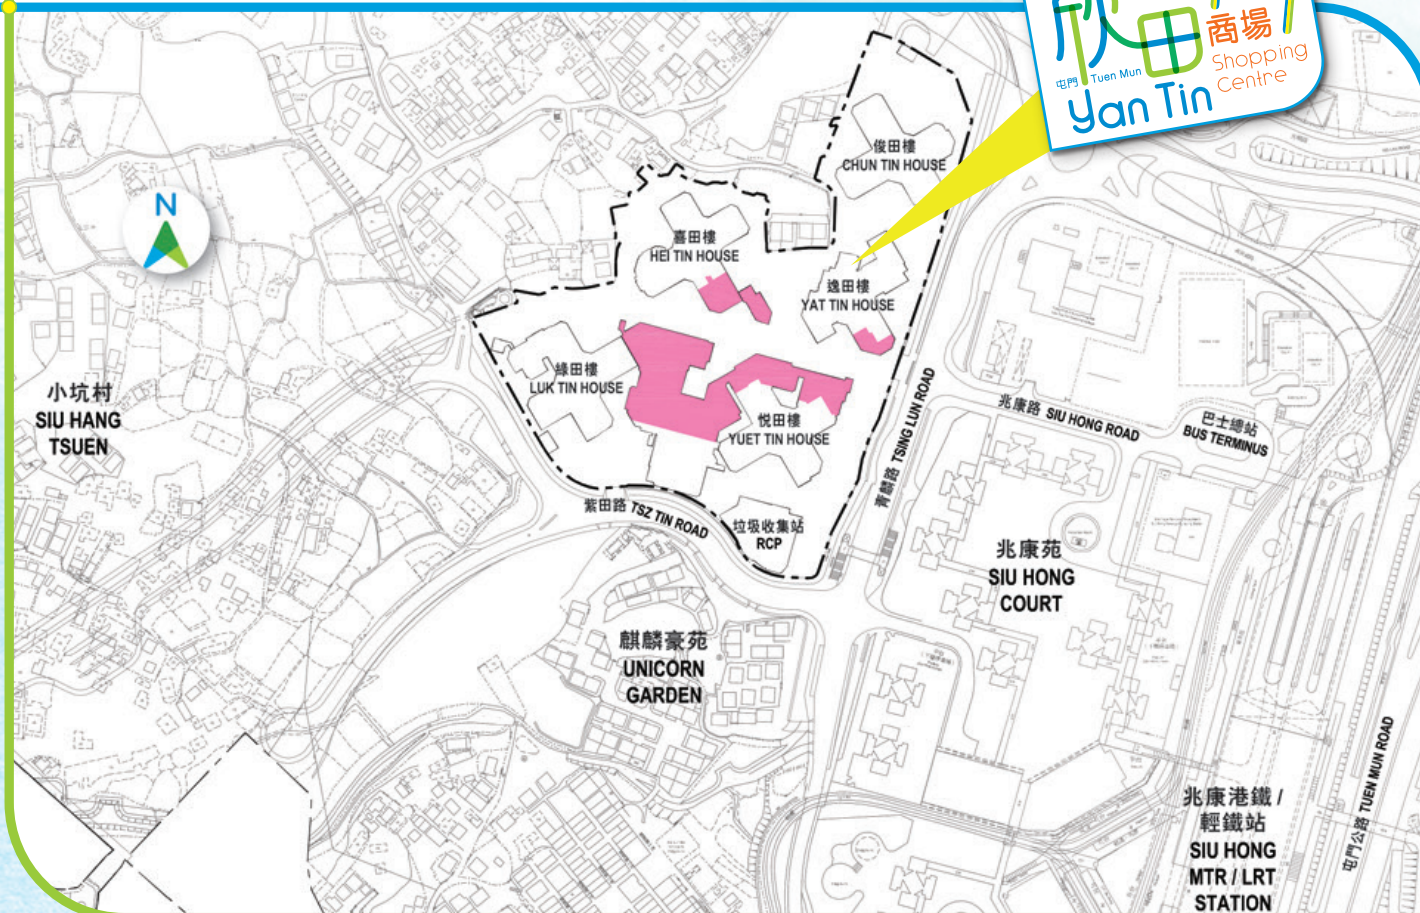 欣田
商場
Shopping
Centre
屯門 Tuen Mun
Yan Tin
俊田樓
CHUN TIN HOUSE
N
喜田樓
HEI TIN HOUSE
逸田樓
YAT TIN HOUSE
綠田樓
LUK TIN HOUSE
悅田樓
YUET TIN HOUSE
小坑村
SIU HANG
TSUEN
青麟路 TSING LUN ROAD
兆康路 SIU HONG ROAD
巴士總站
BUS TERMINUS
紫田路 TSZ TIN ROAD
垃圾收集站
RCP
兆康苑
SIU HONG
COURT
麒麟豪苑
UNICORN
GARDEN
兆康港鐵 /
輕鐵站
SIU HONG
MTR / LRT
STATION
屯門公路 TUEN MUN ROAD